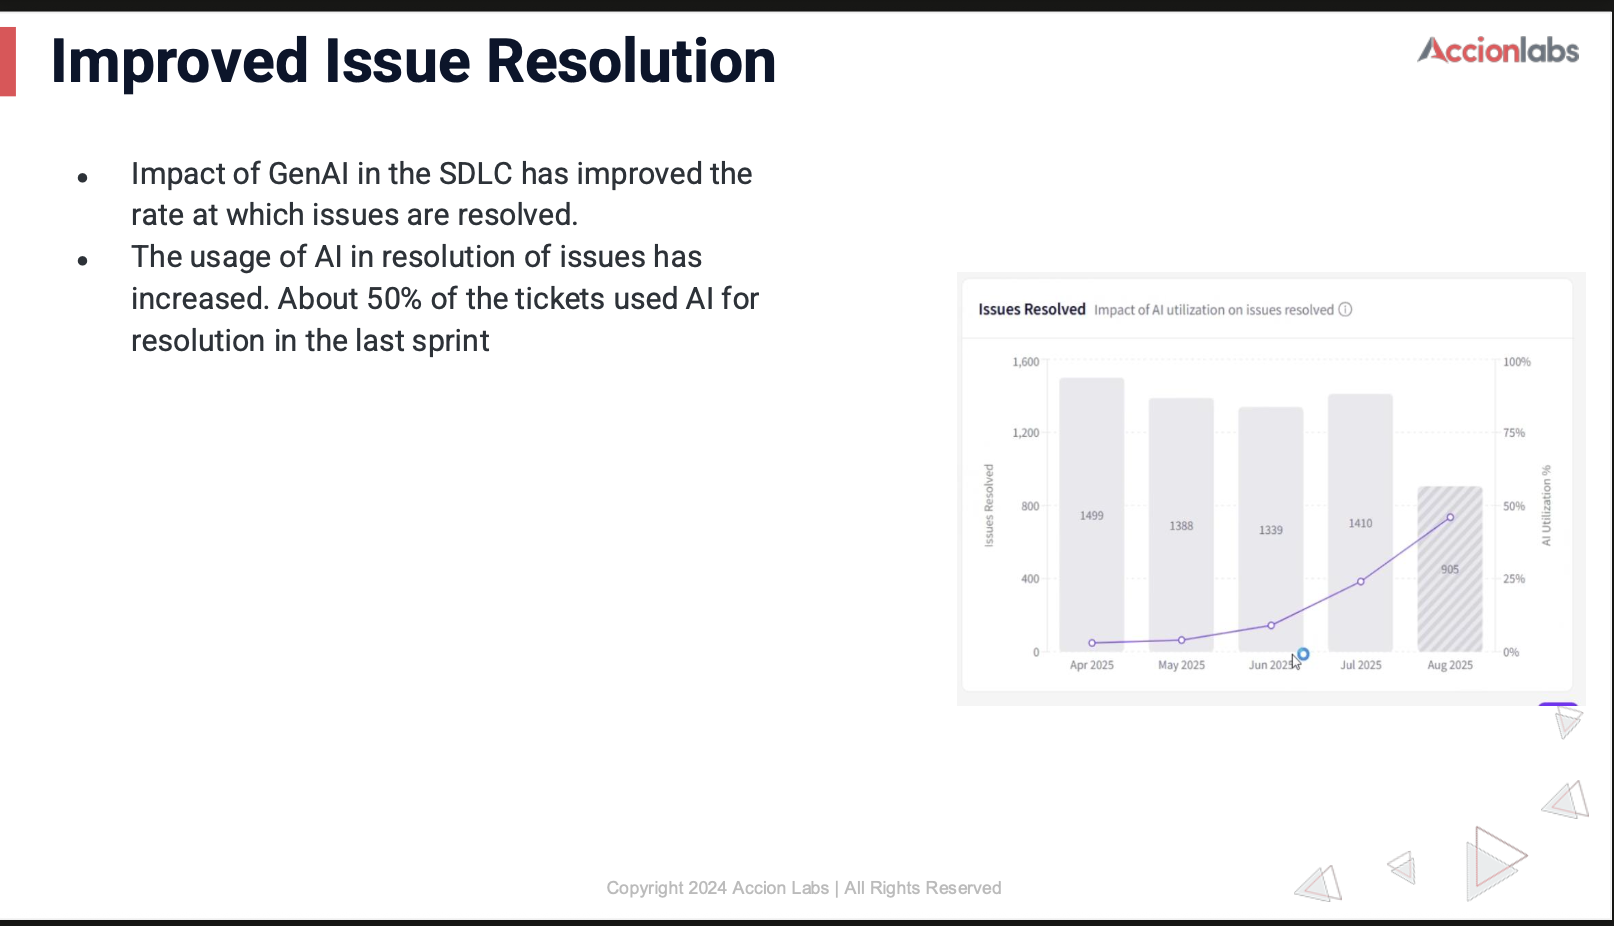 Improved Issue Resolution
Accionlabs
● Impact of GenAI in the SDLC has improved the
rate at which issues are resolved.
● The usage of AI in resolution of issues has
increased. About 50% of the tickets used AI for
resolution in the last sprint
Issues Resolved Impact of AI utilization on issues resolved
1,600
1,200
800
400
0
Issues Resolved
1499
1388
1339
1410
905
100%
75%
50%
25%
0%
AI Utilization %
Apr 2025
May 2025
Jun 2025
Jul 2025
Aug 2025
Copyright 2024 Accion Labs | All Rights Reserved